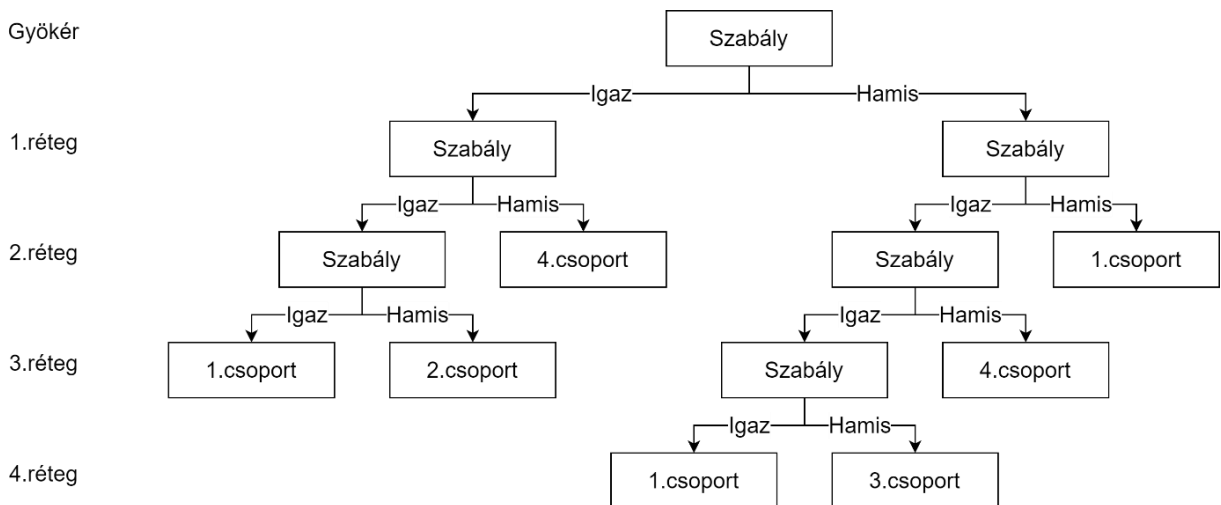 Gyökér
Szabály
Igaz Hamis
1.réteg
Szabály Szabály
Igaz Hamis Igaz Hamis
2.réteg
Szabály 4.csoport Szabály 1.csoport
Igaz Hamis Igaz Hamis
3.réteg
1.csoport 2.csoport Szabály 4.csoport
Igaz Hamis
4.réteg
1.csoport 3.csoport